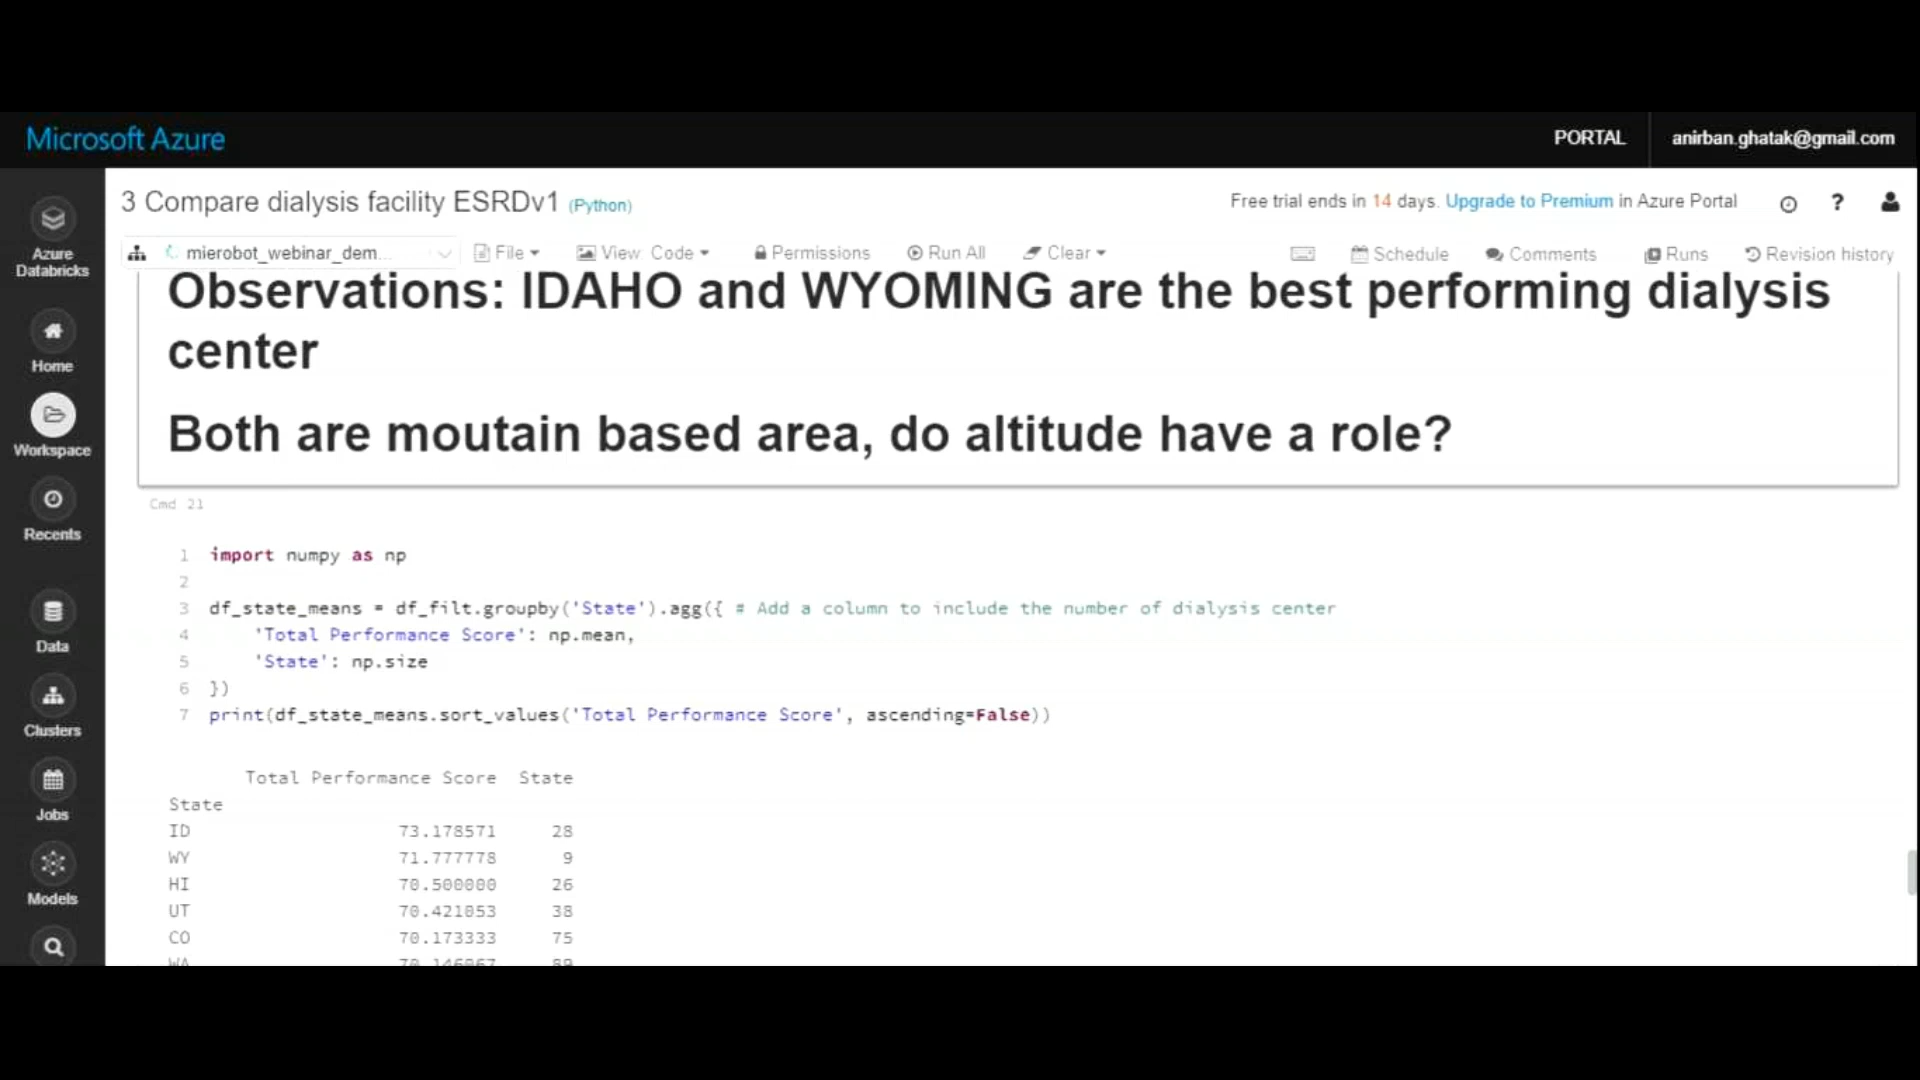 Microsoft Azure
PORTAL
anirban.ghatak@gmail.com
Azure Databricks
Home
Workspace
Recents
Data
Clusters
Jobs
Models
3 Compare dialysis facility ESRDv1 (Python)
Free trial ends in 14 days. Upgrade to Premium in Azure Portal
?
mierobot_webinar_dem...
File
View: Code
Permissions
Run All
Clear
Schedule
Comments
Runs
Revision history
Observations: IDAHO and WYOMING are the best performing dialysis
center
Both are moutain based area, do altitude have a role?
Cmd 21
1 import numpy as np
2
3 df_state_means = df_filt.groupby('State').agg({ # Add a column to include the number of dialysis center
4 'Total Performance Score': np.mean,
5 'State': np.size
6 })
7 print(df_state_means.sort_values('Total Performance Score', ascending=False))
Total Performance Score State
State
ID 73.178571 28
WY 71.777778 9
HI 70.500000 26
UT 70.421053 38
CO 70.173333 75
WA 70.146067 89